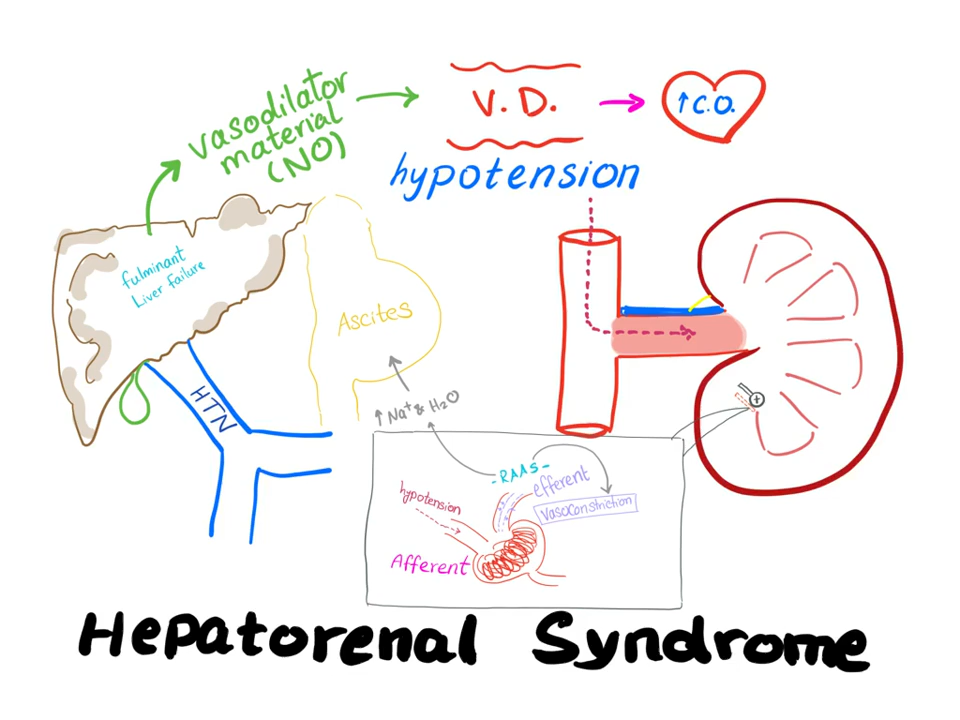 vasodilator
material
(NO)
V. D.
↑ C.O.
hypotension
fulminant
Liver failure
Ascites
HTN
↑ Na⁺ & H₂O
- RAAS -
efferent
Vasoconstriction
hypotension
Afferent
Hepatorenal Syndrome